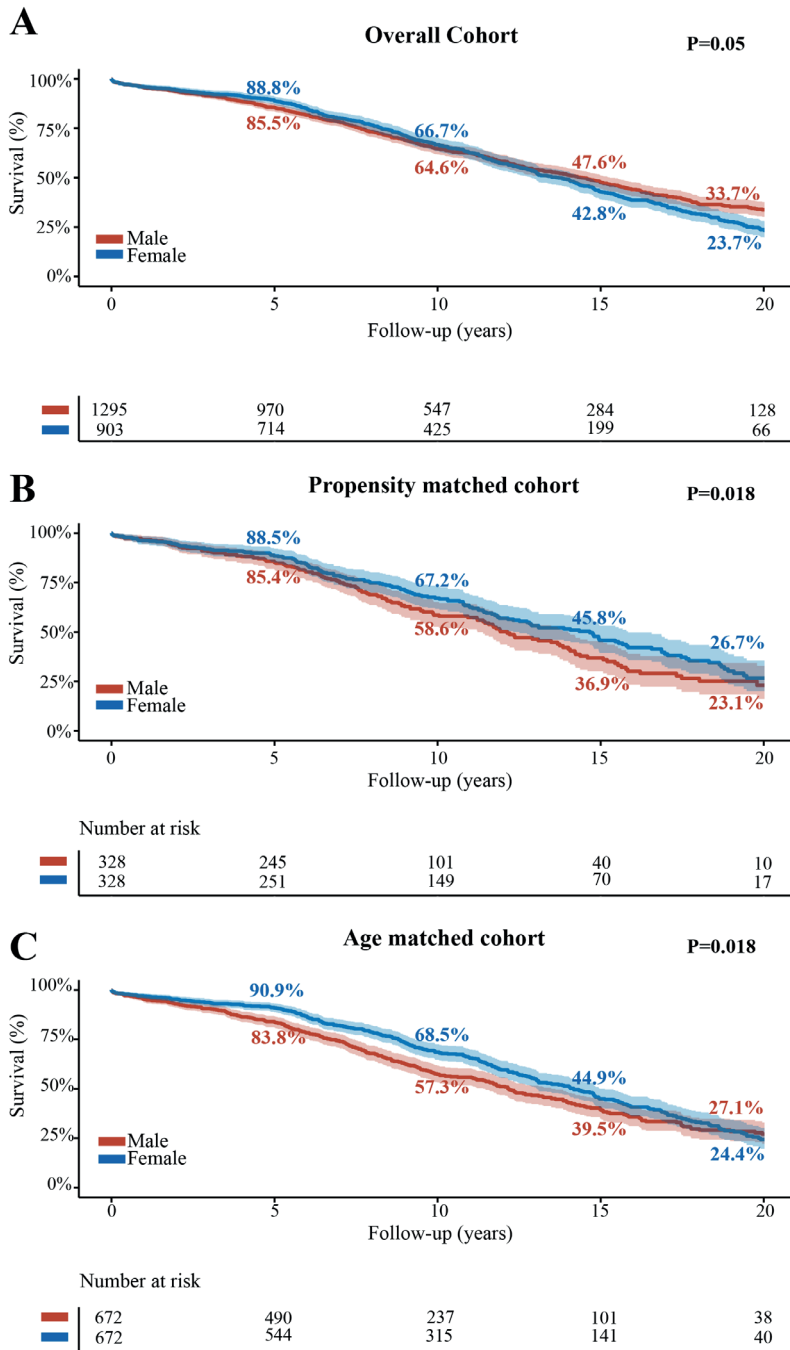 A
Overall Cohort
P=0.05
Survival (%)
100%
75%
50%
25%
0%
88.8%
85.5%
66.7%
64.6%
47.6%
42.8%
33.7%
23.7%
Male
Female
0 5 10 15 20
Follow-up (years)
1295 970 547 284 128
903 714 425 199 66
B
Propensity matched cohort
P=0.018
Survival (%)
100%
75%
50%
25%
0%
88.5%
85.4%
67.2%
58.6%
45.8%
36.9%
26.7%
23.1%
Male
Female
0 5 10 15 20
Follow-up (years)
Number at risk
328 245 101 40 10
328 251 149 70 17
C
Age matched cohort
P=0.018
Survival (%)
100%
75%
50%
25%
0%
90.9%
83.8%
68.5%
57.3%
44.9%
39.5%
27.1%
24.4%
Male
Female
0 5 10 15 20
Follow-up (years)
Number at risk
672 490 237 101 38
672 544 315 141 40